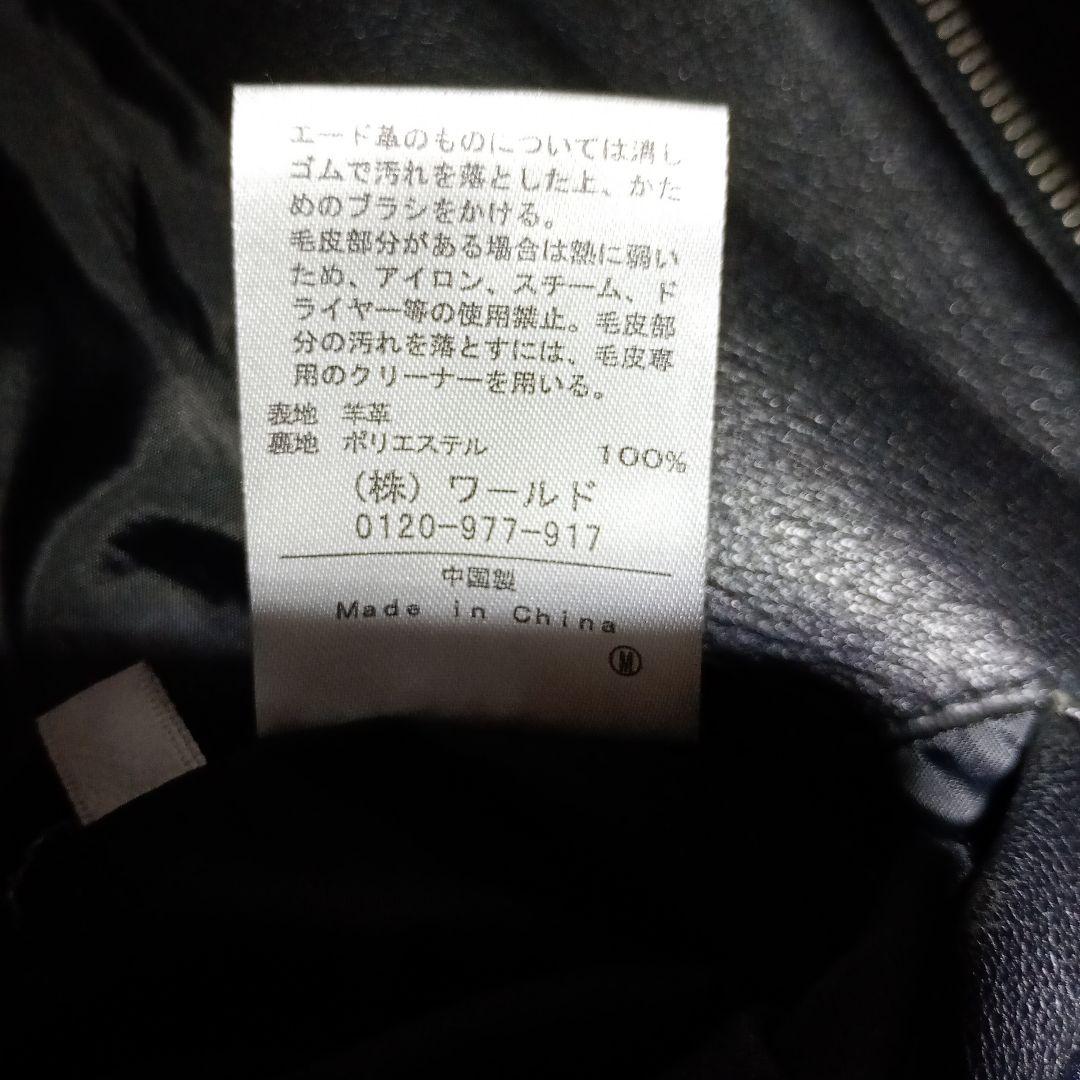 エード革のものについては消し
ゴムで汚れを落とした上、かた
めのブラシをかける。
毛皮部分がある場合は熱に弱い
ため、アイロン、スチーム、ド
ライヤー等の使用禁止。毛皮部
分の汚れを落とすには、毛皮専
用のクリーナーを用いる。
表地 羊革
裏地 ポリエステル 100%
(株) ワールド
0120-977-917
中国製
Made in China
Ⓜ